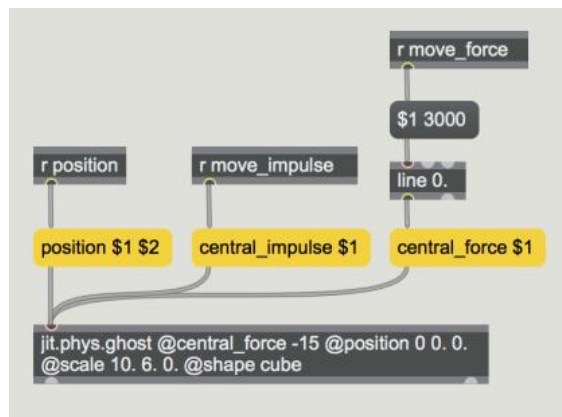 r move_force
$1 3000
r position
r move_impulse
line 0.
position $1 $2
central_impulse $1
central_force $1
jit.phys.ghost @central_force -15 @position 0 0. 0.
@scale 10. 6. 0. @shape cube